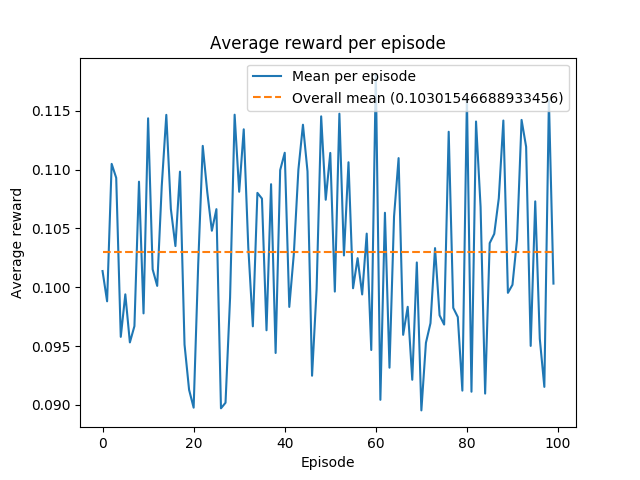 Average reward per episode
Mean per episode
Overall mean (0.10301546688933456)
Average reward
0.115
0.110
0.105
0.100
0.095
0.090
0 20 40 60 80 100
Episode